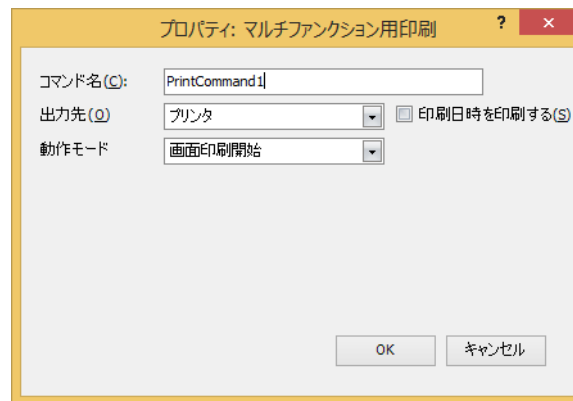 プロパティ: マルチファンクション用印刷 ? ×
コマンド名(C): PrintCommand1
出力先(O) プリンタ 印刷日時を印刷する(S)
動作モード 画面印刷開始
OK キャンセル